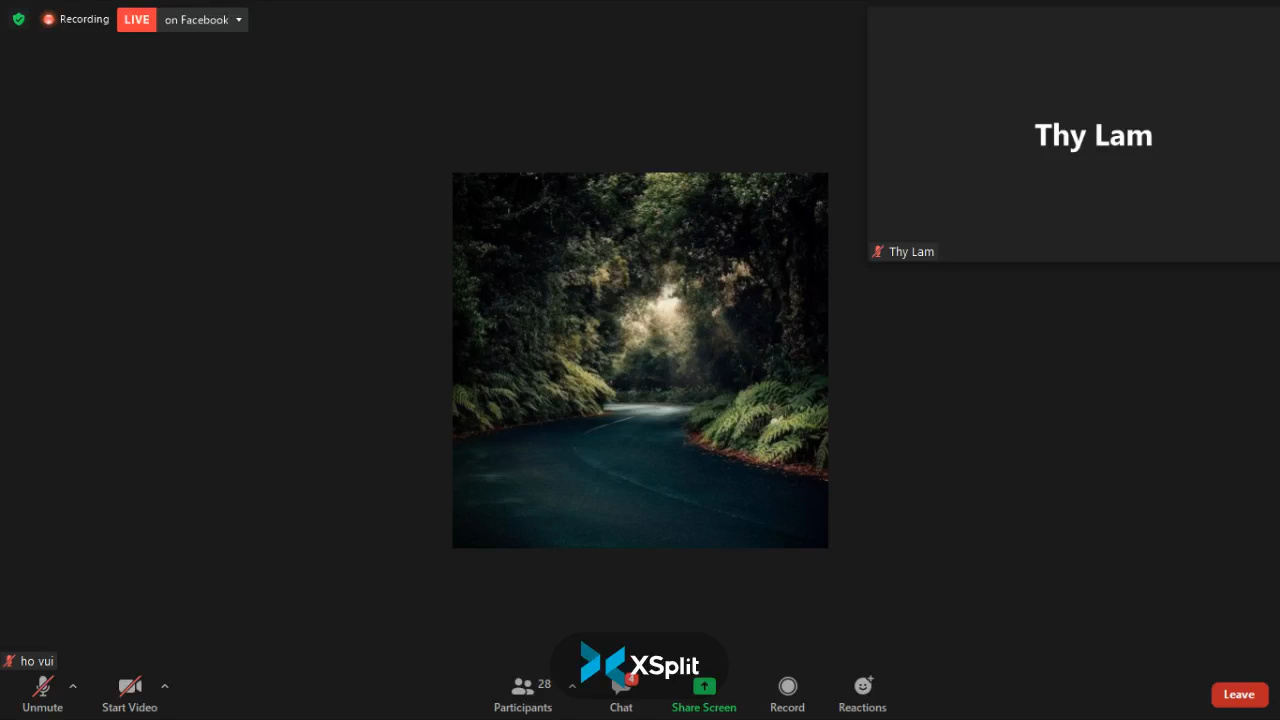 Recording
LIVE on Facebook
Thy Lam
Thy Lam
ho vui
XSplit
28
4
Unmute
Start Video
Participants
Chat
Share Screen
Record
Reactions
Leave